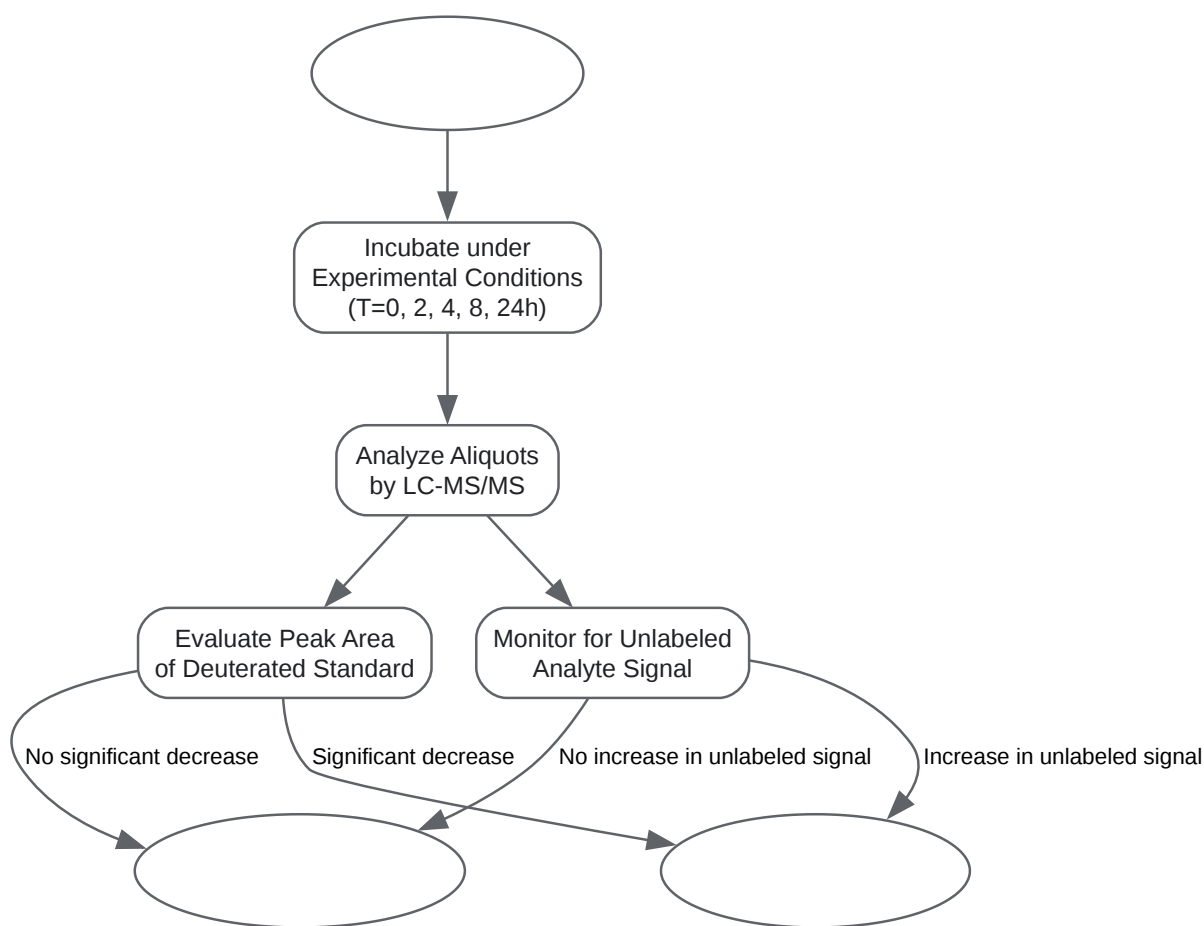 Incubate under
Experimental Conditions
(T=0, 2, 4, 8, 24h)
Analyze Aliquots
by LC-MS/MS
Evaluate Peak Area
of Deuterated Standard
Monitor for Unlabeled
Analyte Signal
No significant decrease
Significant decrease
No increase in unlabeled signal
Increase in unlabeled signal